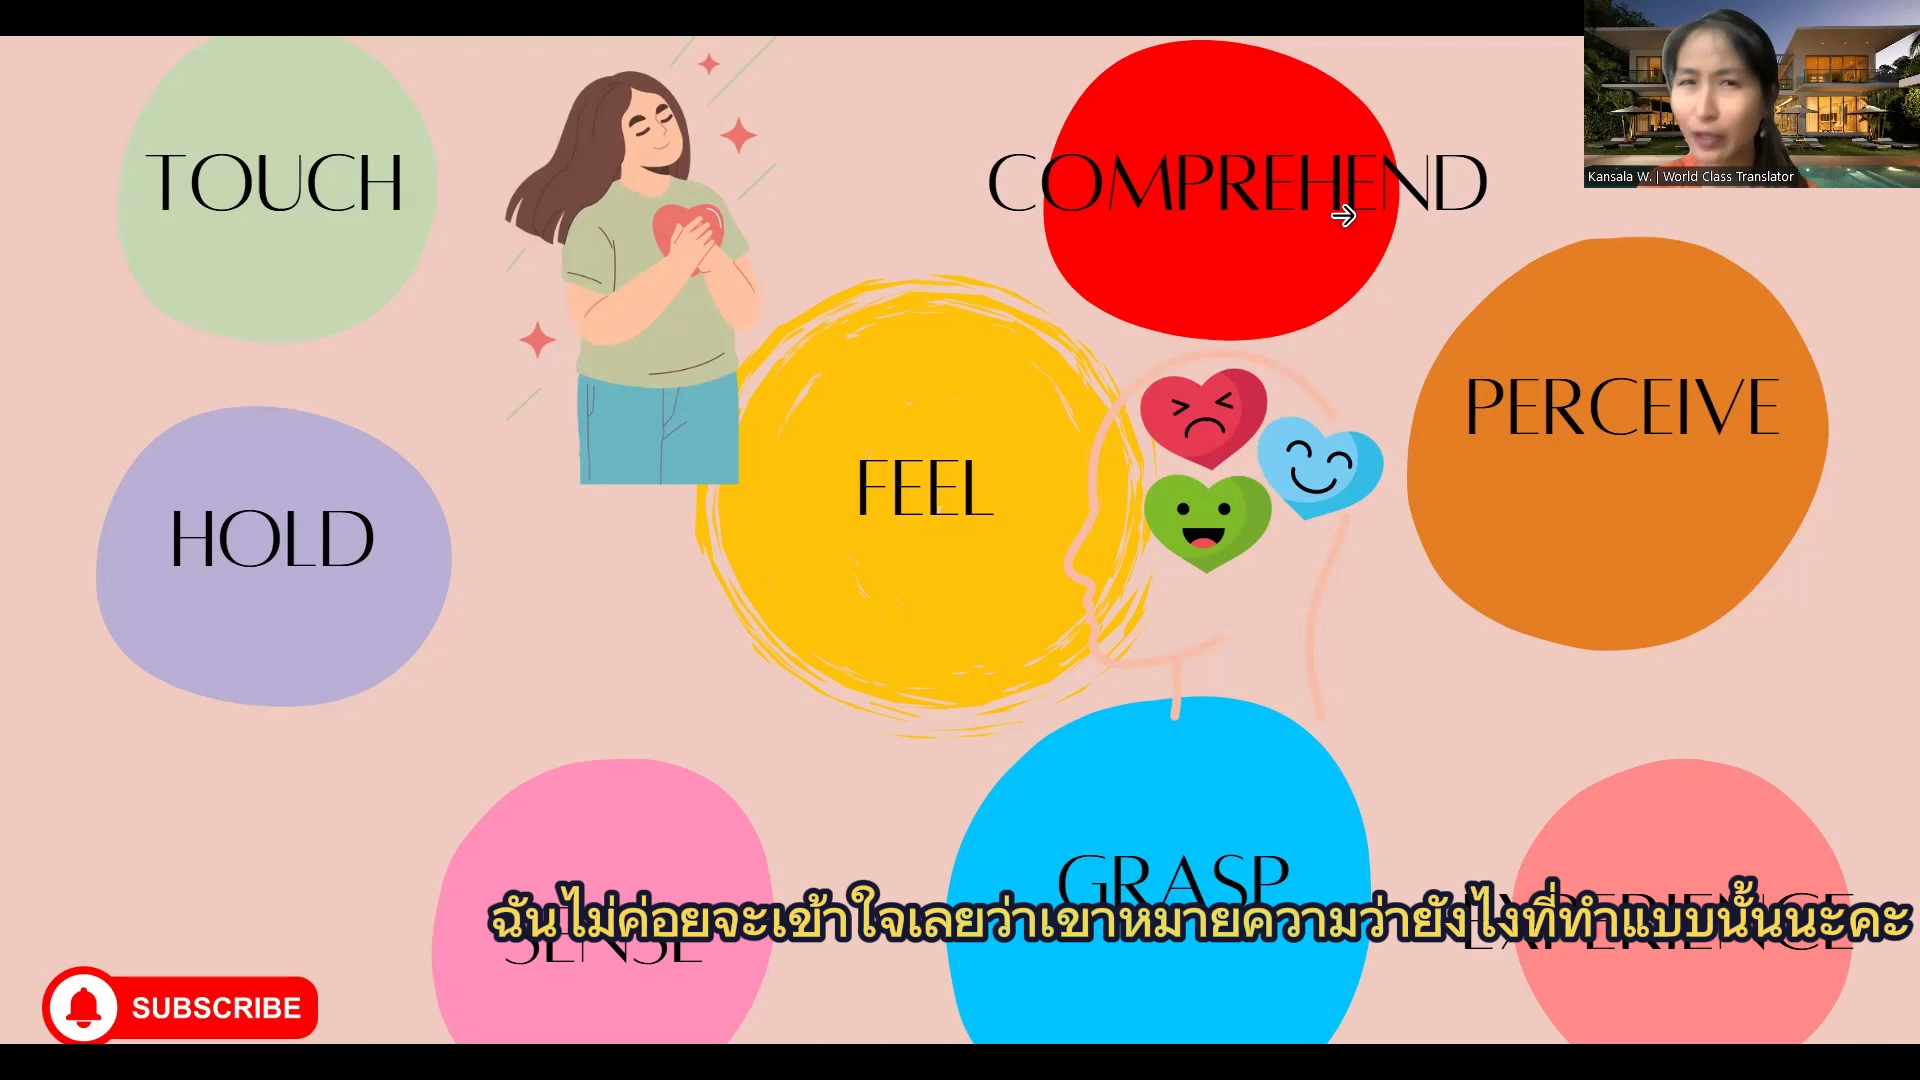 TOUCH
COMPREHEND
Kansala W. | World Class Translator
PERCEIVE
FEEL
HOLD
GRASP
SENSE
EXPERIENCE
ฉันไม่ค่อยจะเข้าใจเลยว่าเขาหมายความว่ายังไงที่ทำแบบนั้นนะคะ
SUBSCRIBE